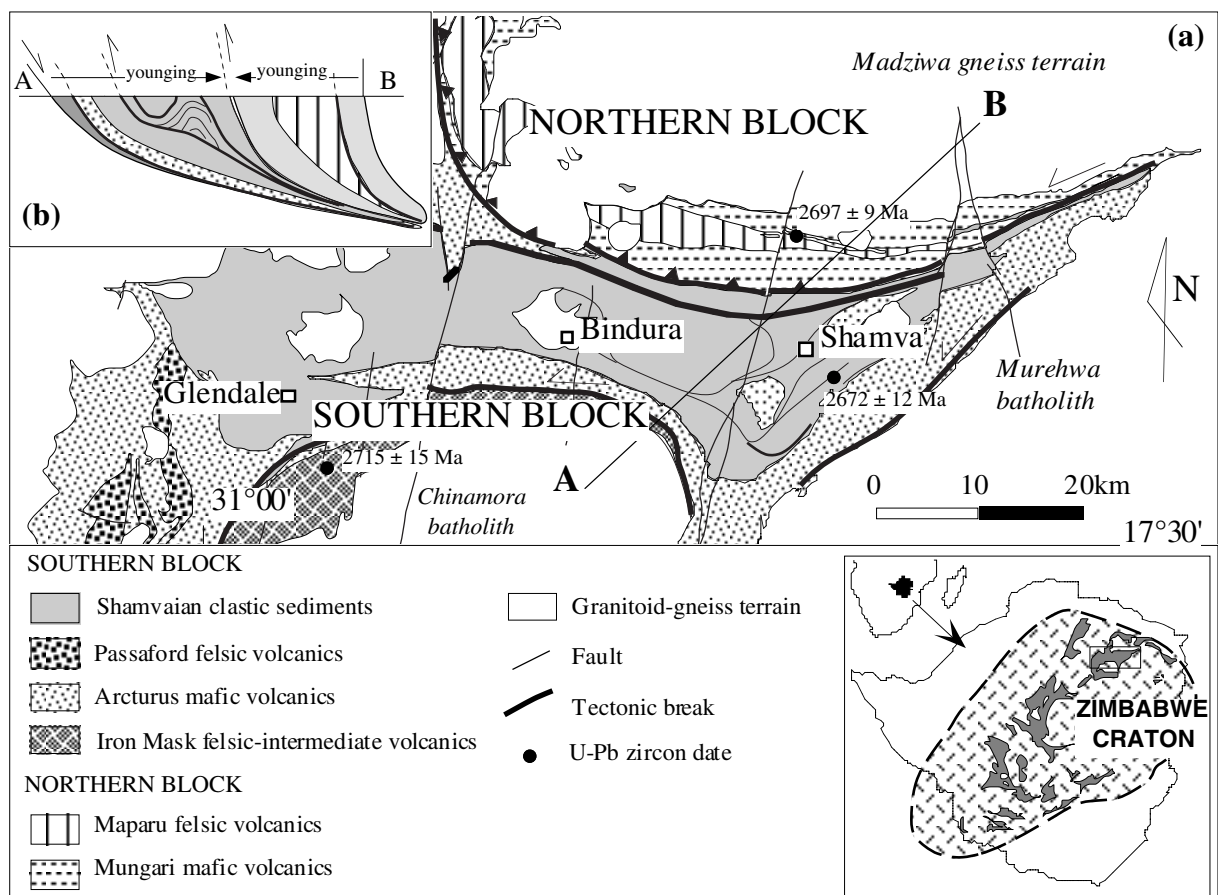 (a)
A
younging
younging
B
(b)
Madziwa gneiss terrain
B
NORTHERN BLOCK
2697 ± 9 Ma
N
Bindura
Shamva
Glendale
SOUTHERN BLOCK
2672 ± 12 Ma
Murehwa
batholith
2715 ± 15 Ma
A
31°00'
Chinamora
batholith
0 10 20km
17°30'
SOUTHERN BLOCK
Shamvaian clastic sediments
Passaford felsic volcanics
Arcturus mafic volcanics
Iron Mask felsic-intermediate volcanics
NORTHERN BLOCK
Maparu felsic volcanics
Mungari mafic volcanics
Granitoid-gneiss terrain
Fault
Tectonic break
U-Pb zircon date
ZIMBABWE
CRATON